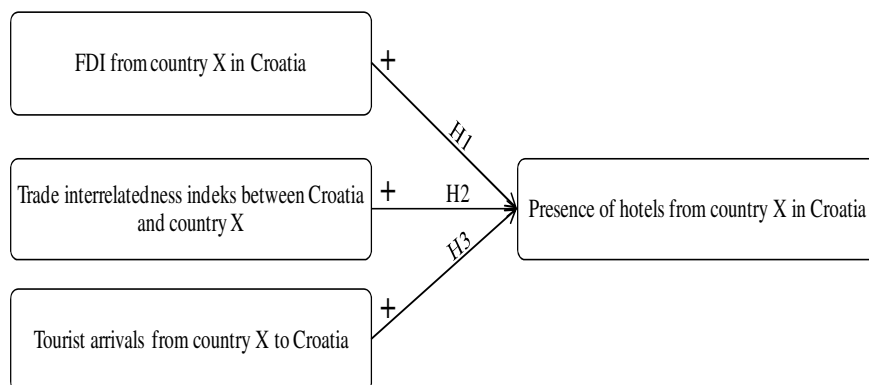 FDI from country X in Croatia
+
H1
Trade interrelatedness indeks between Croatia
and country X
+
H2
Presence of hotels from country X in Croatia
H3
+
Tourist arrivals from country X to Croatia